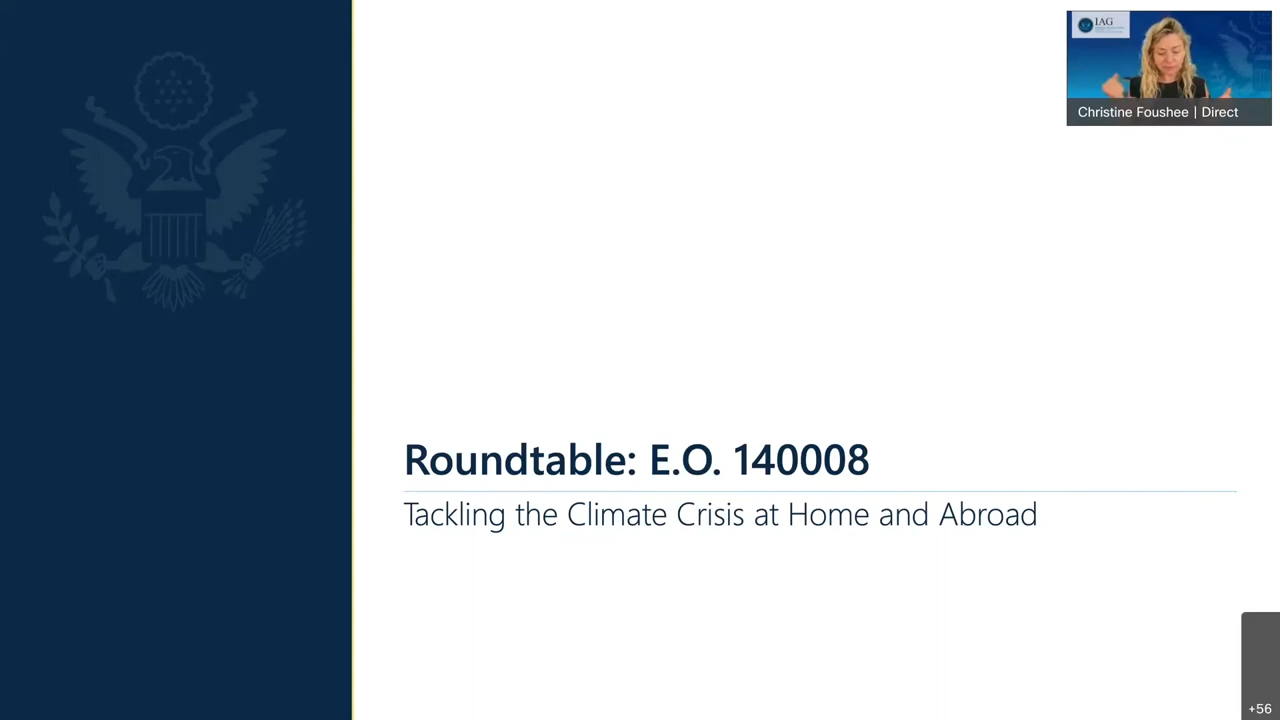 IAG
Christine Foushee | Direct
Roundtable: E.O. 140008
Tackling the Climate Crisis at Home and Abroad
+56